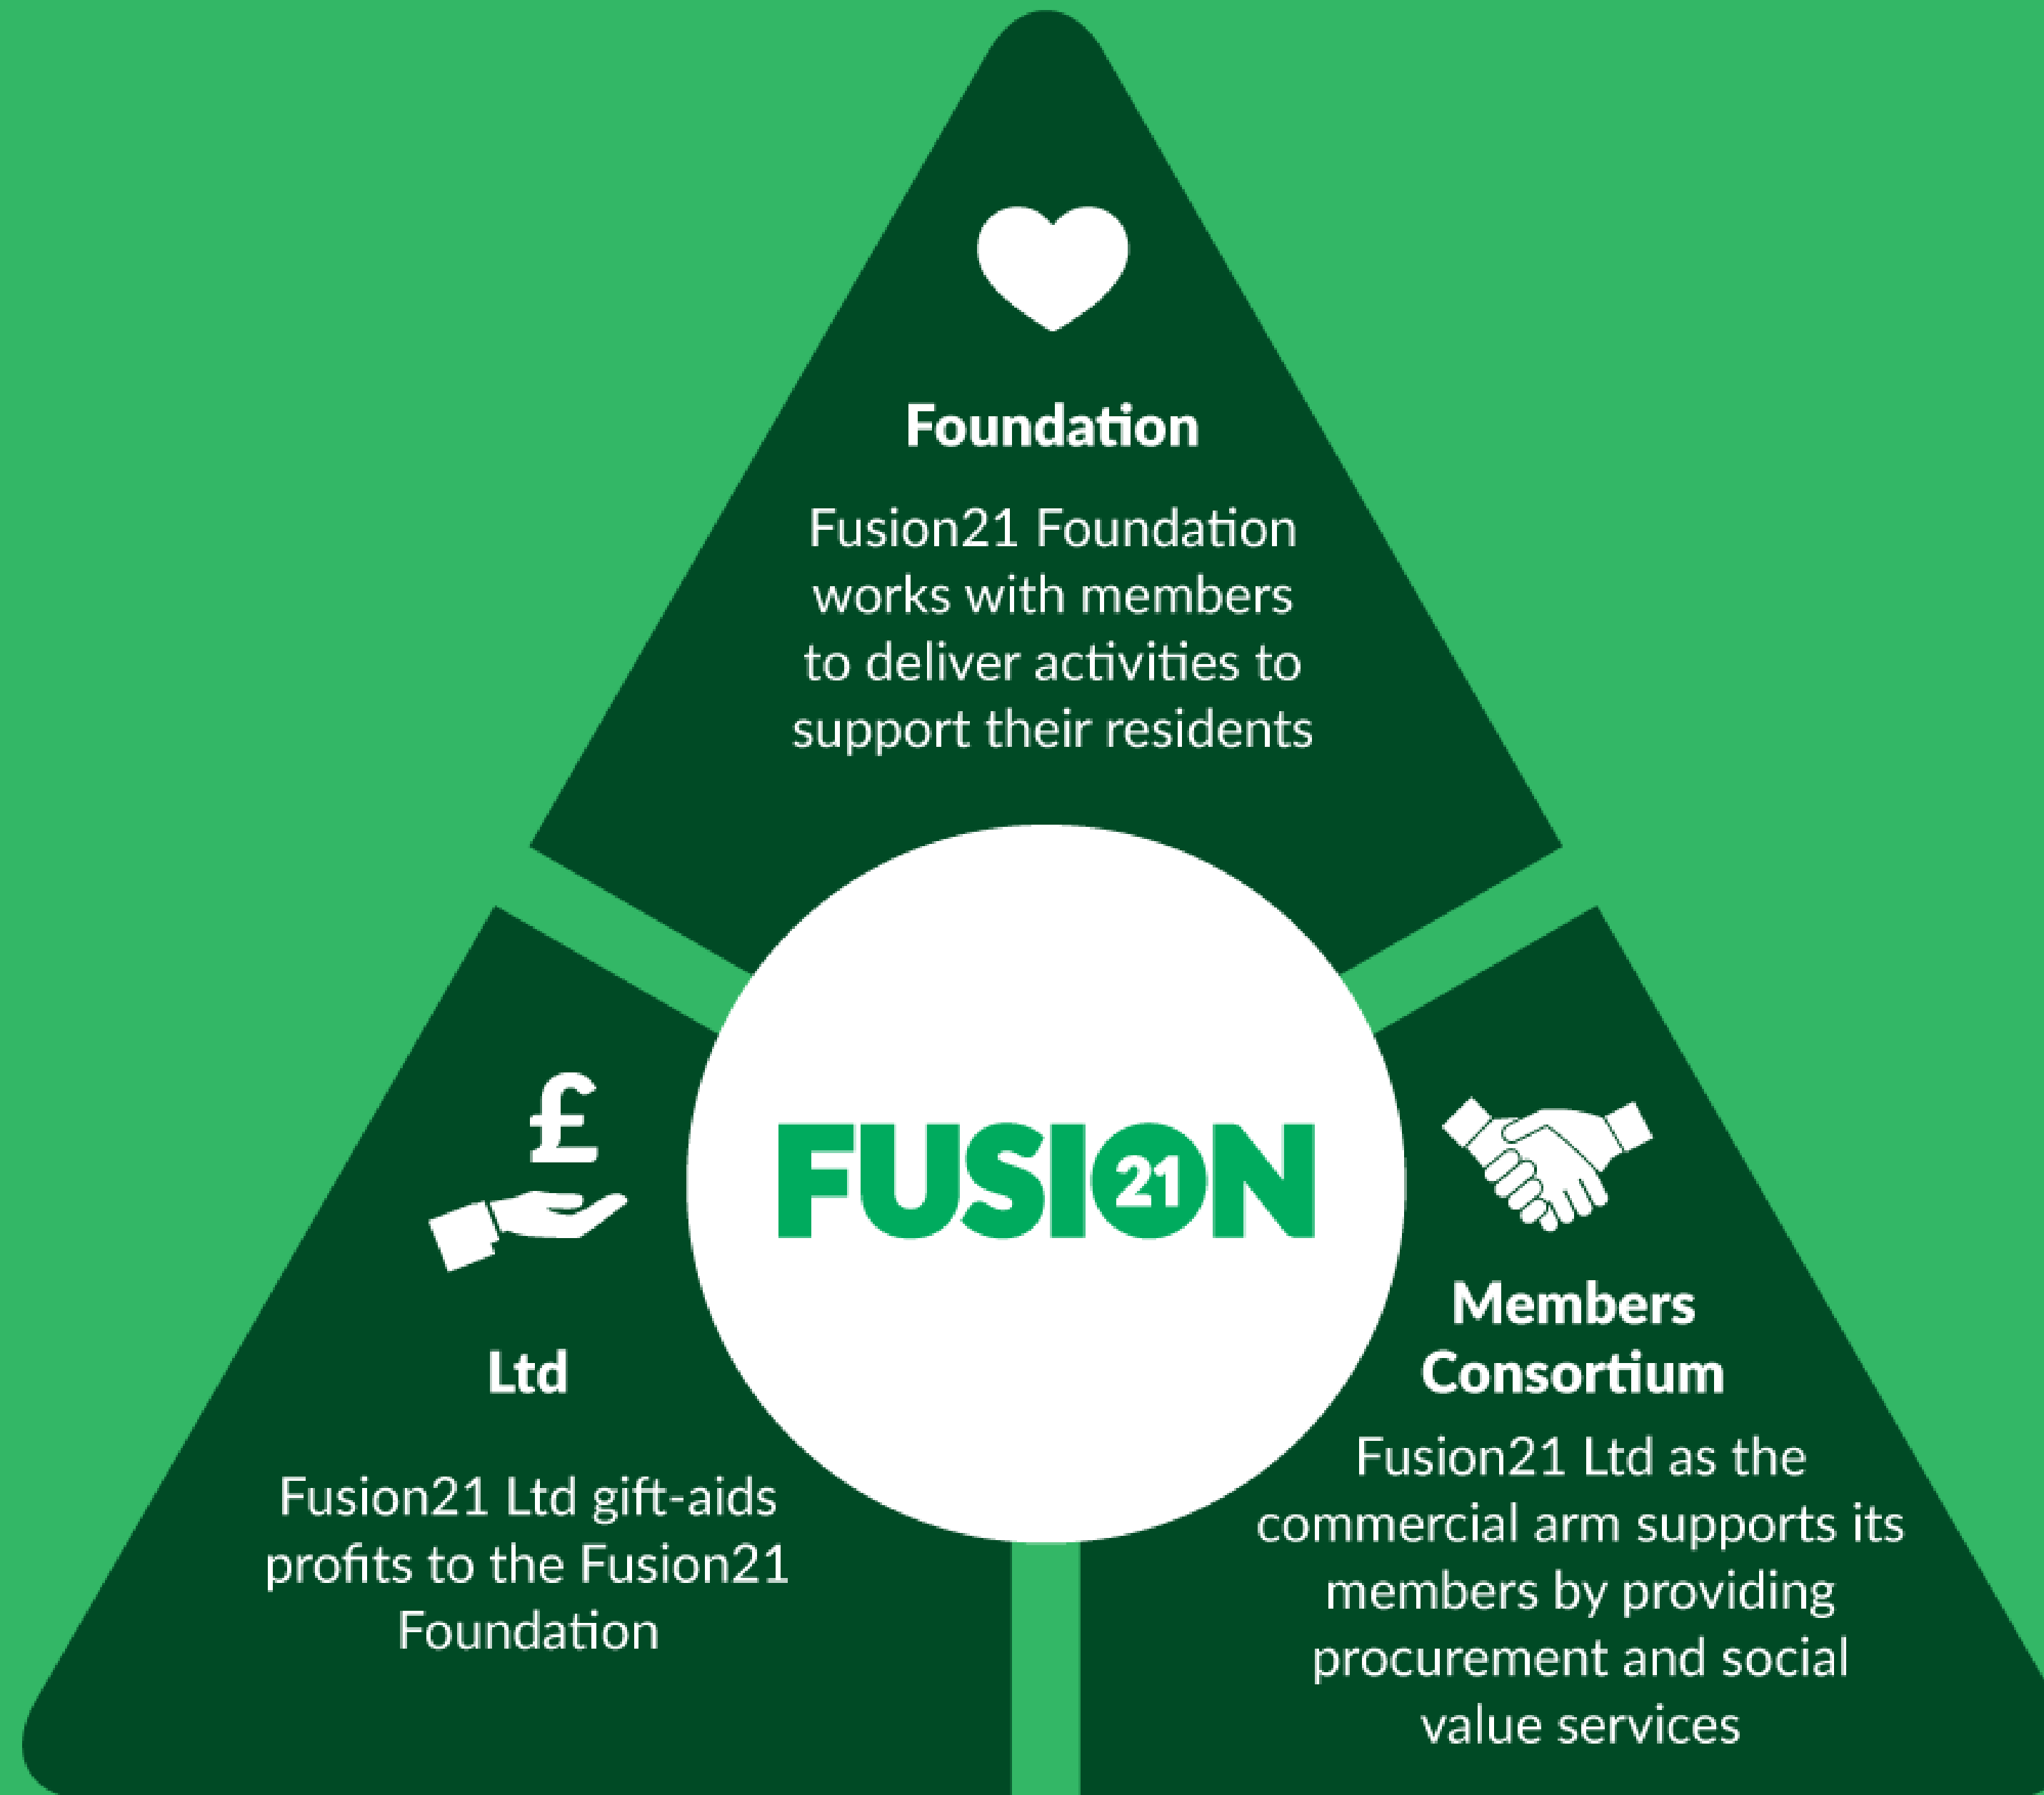 Foundation
Fusion21 Foundation
works with members
to deliver activities to
support their residents
FUSI21N
£
Ltd
Fusion21 Ltd gift-aids
profits to the Fusion21
Foundation
Members
Consortium
Fusion21 Ltd as the
commercial arm supports its
members by providing
procurement and social
value services